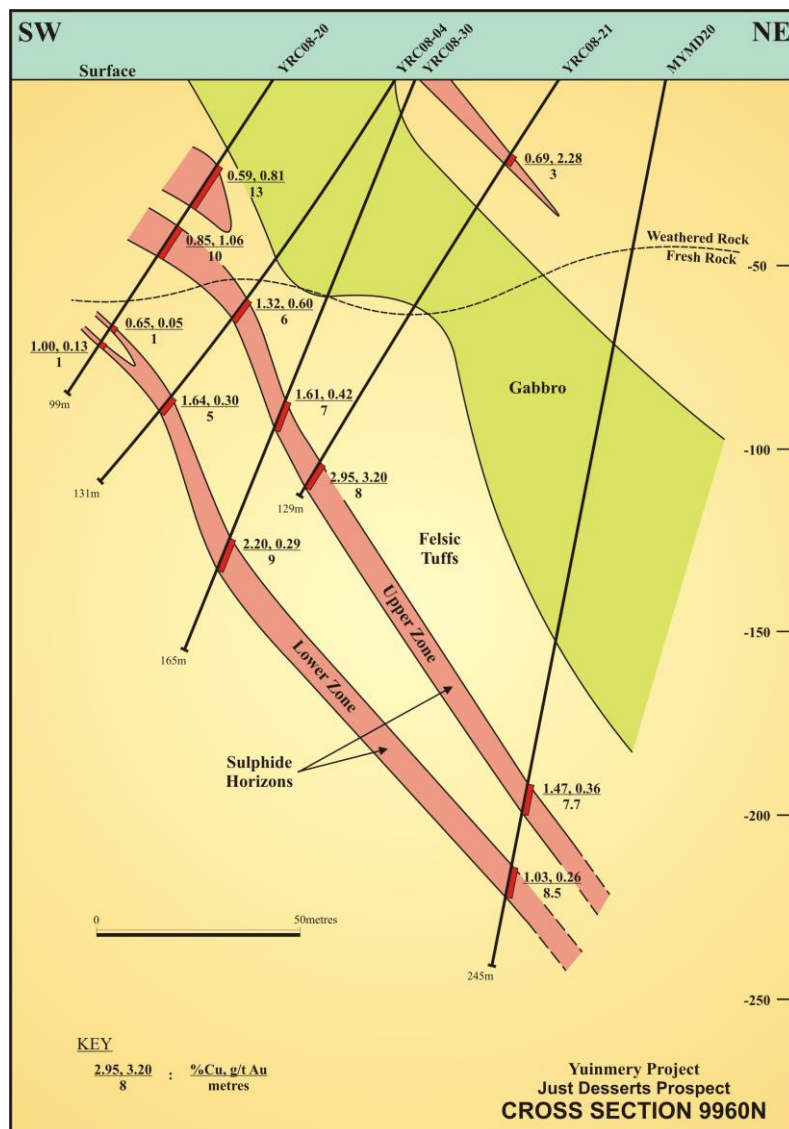 SW
NE
Surface
YRC08-20
YRC08-04
YRC08-30
YRC08-21
MYMD20
0.59, 0.81
13
0.69, 2.28
3
0.85, 1.06
10
Weathered Rock
Fresh Rock
-50
1.32, 0.60
6
0.65, 0.05
1
1.00, 0.13
1
99m
Gabbro
1.64, 0.30
5
1.61, 0.42
7
-100
131m
2.95, 3.20
8
129m
Felsic
Tuffs
2.20, 0.29
9
-150
165m
Upper Zone
Lower Zone
Sulphide
Horizons
1.47, 0.36
7.7
-200
1.03, 0.26
8.5
0
50metres
245m
-250
KEY
2.95, 3.20 : %Cu, g/t Au
8 metres
Yuinmery Project
Just Desserts Prospect
CROSS SECTION 9960N